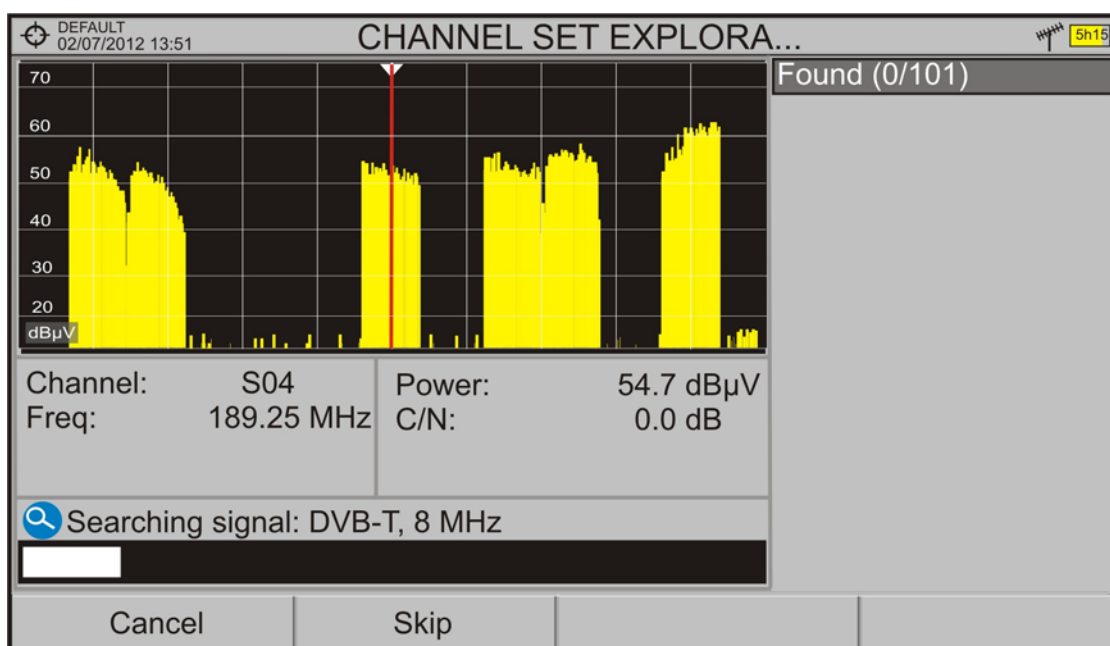 DEFAULT
02/07/2012 13:51
CHANNEL SET EXPLORA...
5h15
70
60
50
40
30
20
dBµV
Found (0/101)
Channel: S04
Freq: 189.25 MHz
Power: 54.7 dBµV
C/N: 0.0 dB
Searching signal: DVB-T, 8 MHz
Cancel
Skip